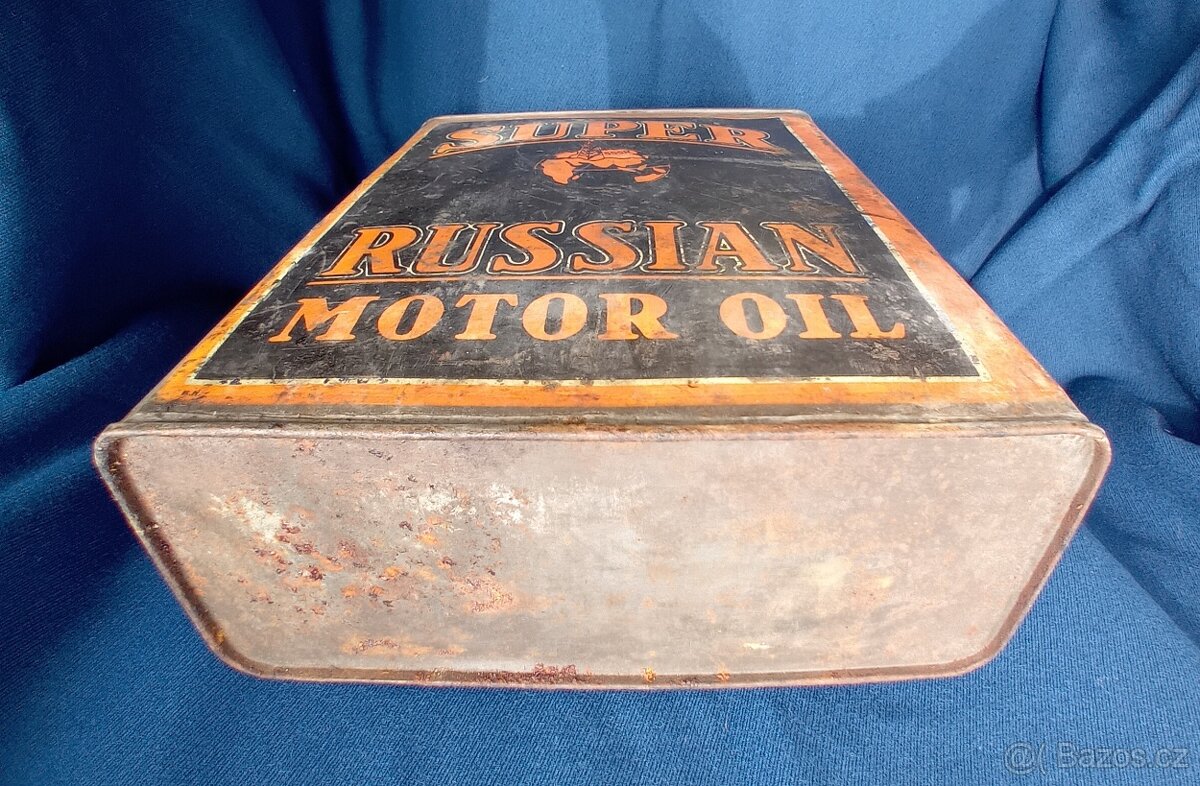 SUPER
RUSSIAN
MOTOR OIL
@( Bazos.cz